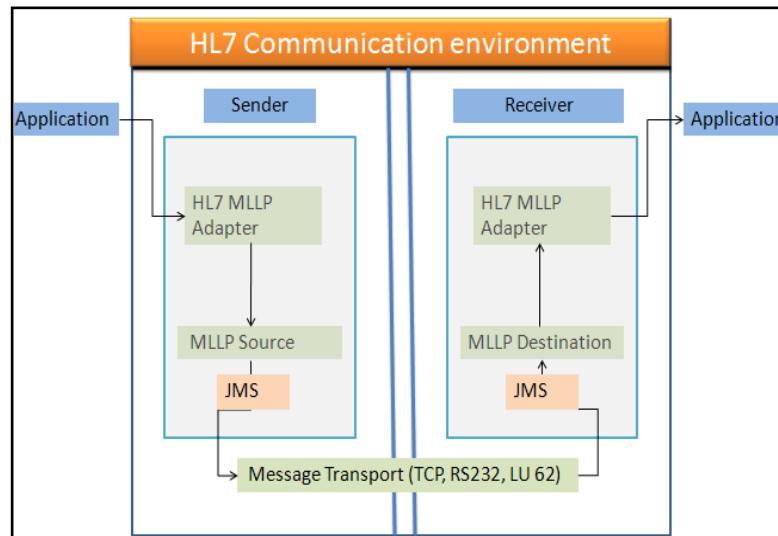 HL7 Communication environment
Sender
Receiver
Application
Application
HL7 MLLP
Adapter
HL7 MLLP
Adapter
MLLP Source
MLLP Destination
JMS
JMS
Message Transport (TCP, RS232, LU 62)